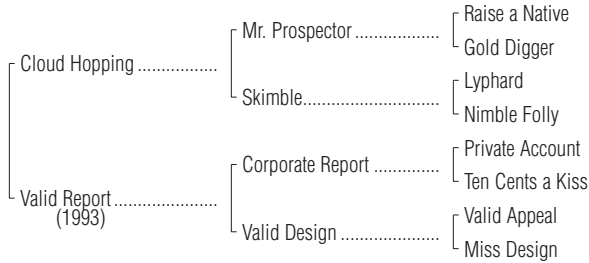 Raise a Native
Mr. Prospector ..................
Gold Digger
Cloud Hopping .................
Lyphard
Skimble.............................
Nimble Folly
Private Account
Corporate Report ..............
Ten Cents a Kiss
Valid Report ......................
(1993)
Valid Appeal
Valid Design .....................
Miss Design